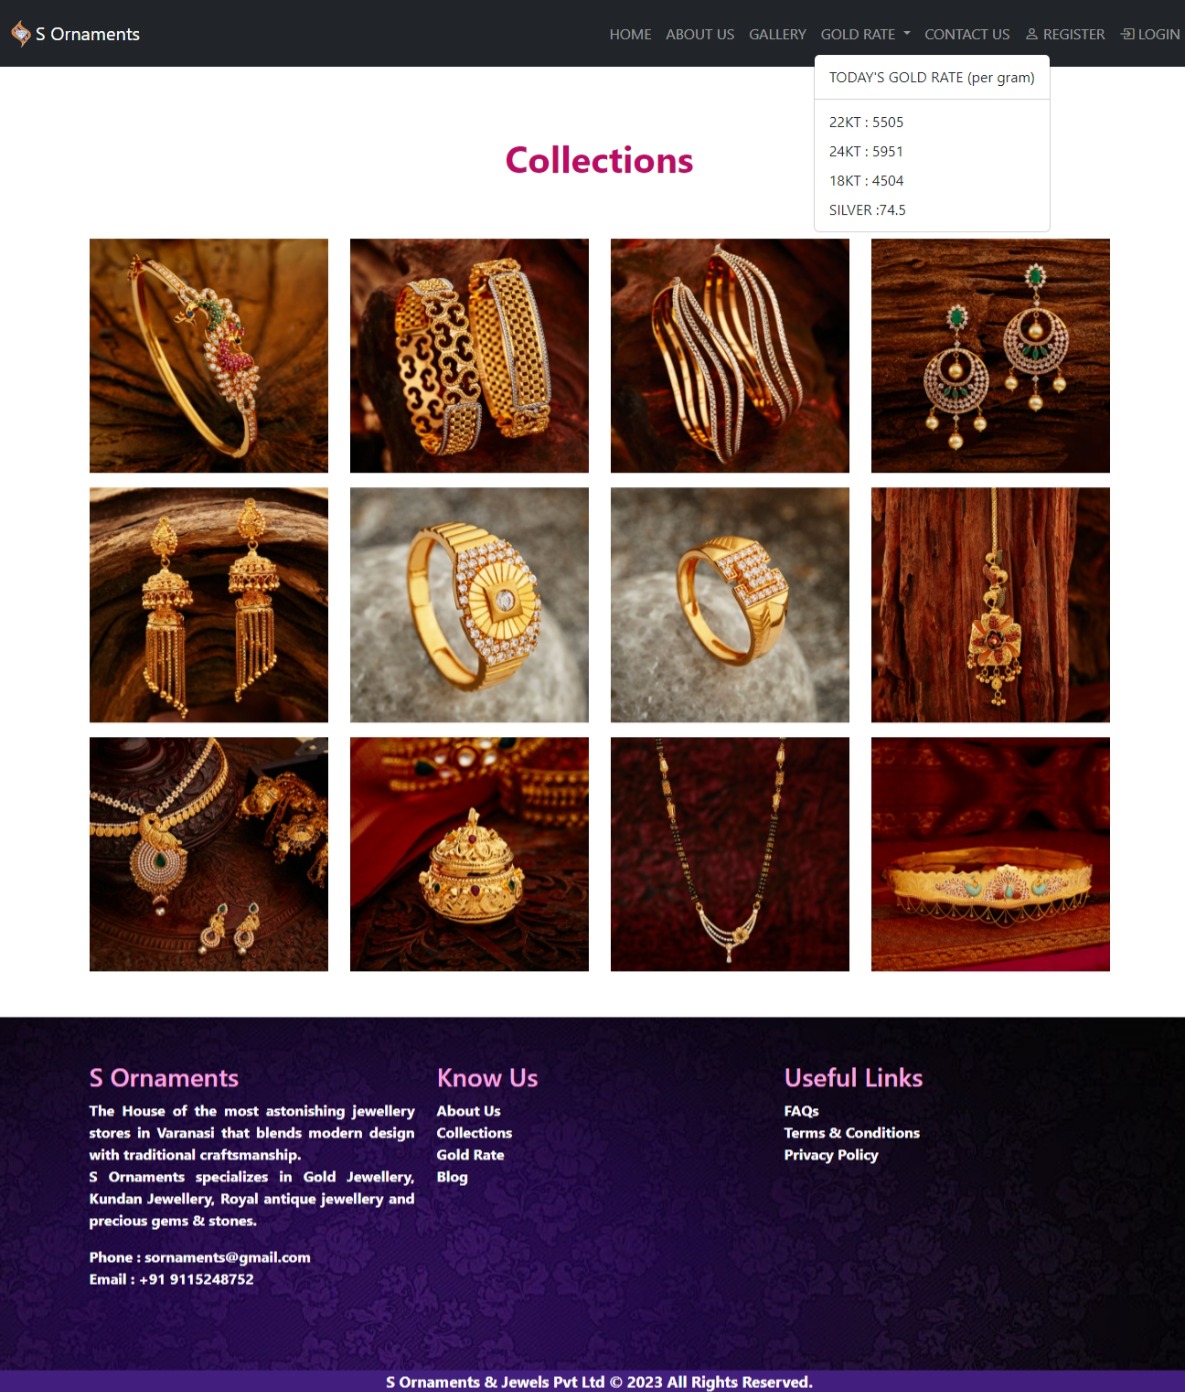 S Ornaments
HOME ABOUT US GALLERY GOLD RATE CONTACT US REGISTER LOGIN
TODAY'S GOLD RATE (per gram)
22KT : 5505
24KT : 5951
18KT : 4504
SILVER :74.5
Collections
S Ornaments
The House of the most astonishing jewellery
stores in Varanasi that blends modern design
with traditional craftsmanship.
S Ornaments specializes in Gold Jewellery,
Kundan Jewellery, Royal antique jewellery and
precious gems & stones.
Phone : sornaments@gmail.com
Email : +91 9115248752
Know Us
About Us
Collections
Gold Rate
Blog
Useful Links
FAQs
Terms & Conditions
Privacy Policy
S Ornaments & Jewels Pvt Ltd © 2023 All Rights Reserved.